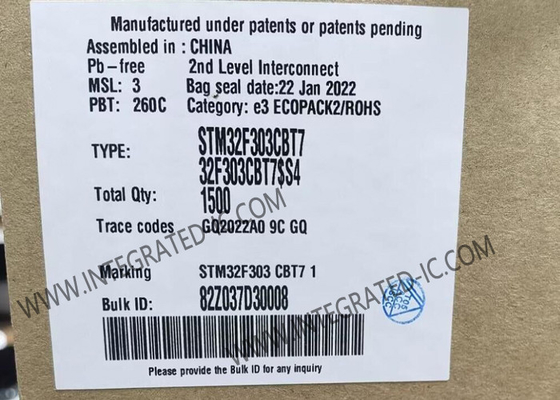 Manufactured under patents or patents pending
Assembled in : CHINA
Pb-free 2nd Level Interconnect
MSL: 3 Bag seal date:22 Jan 2022
PBT: 260C Category: e3 ECOPACK2/ROHS
TYPE: STM32F303CBT7
32F303CBT7$S4
Total Qty: 1500
Trace codes GQ2022A0 9C GQ
Marking STM32F303 CBT7 1
Bulk ID: 82Z037D30008
Please provide the Bulk ID for any inquiry
WWW.INTEGRATED-IC.COM
WWW.INTEGRATED-IC.COM